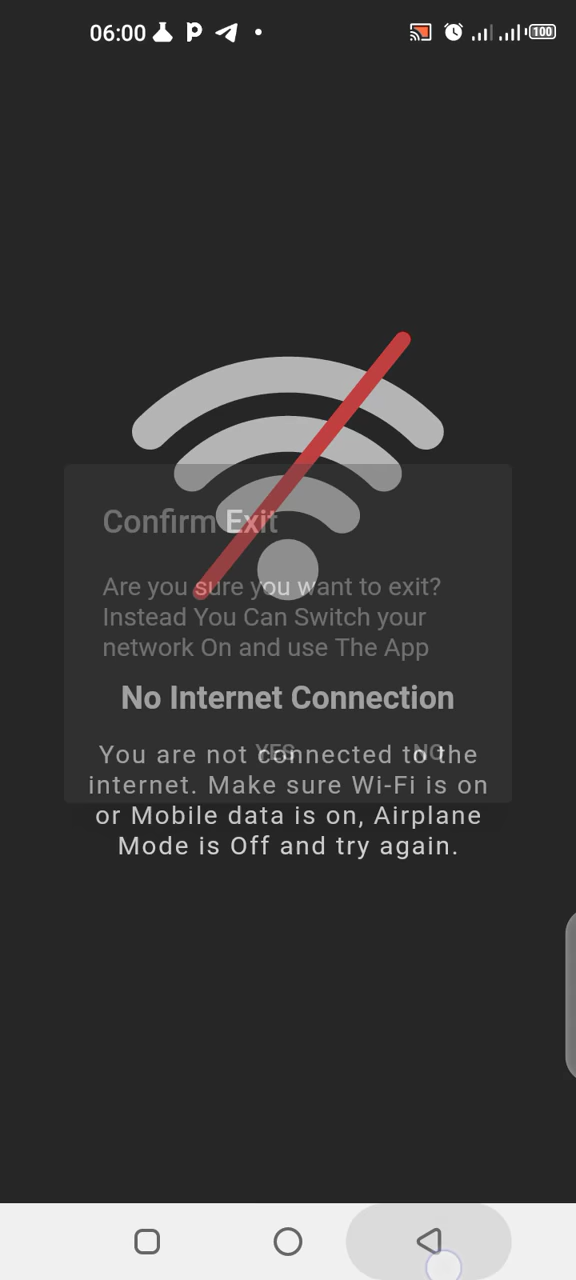 06:00
100
Confirm Exit
Are you sure you want to exit?
Instead You Can Switch your
network On and use The App
No Internet Connection
YES NO
You are not connected to the
internet. Make sure Wi-Fi is on
or Mobile data is on, Airplane
Mode is Off and try again.